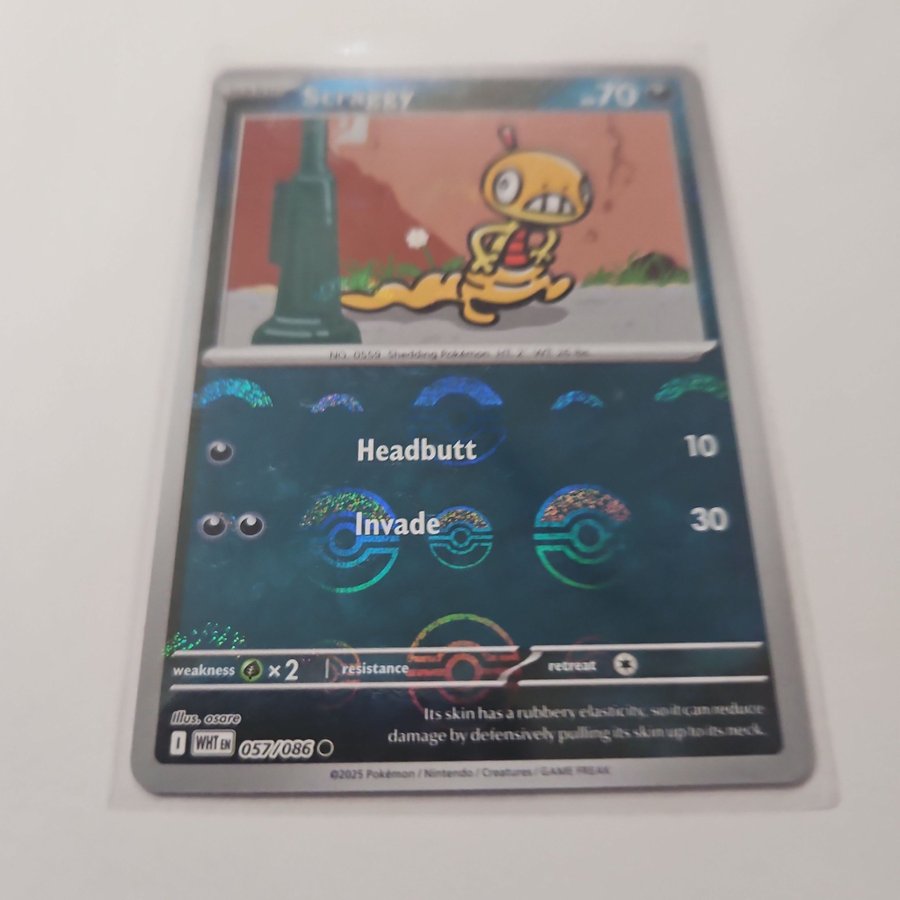 Scraggy HP 70
NO. 0559 Shedding Pokémon HT: 2' WT: 26 lbs.
Headbutt 10
Invade 30
weakness ×2 resistance retreat
Its skin has a rubbery elasticity, so it can reduce
damage by defensively pulling its skin up to its neck.
Illus. osare
I WHT EN 057/086
©2025 Pokémon / Nintendo / Creatures / GAME FREAK